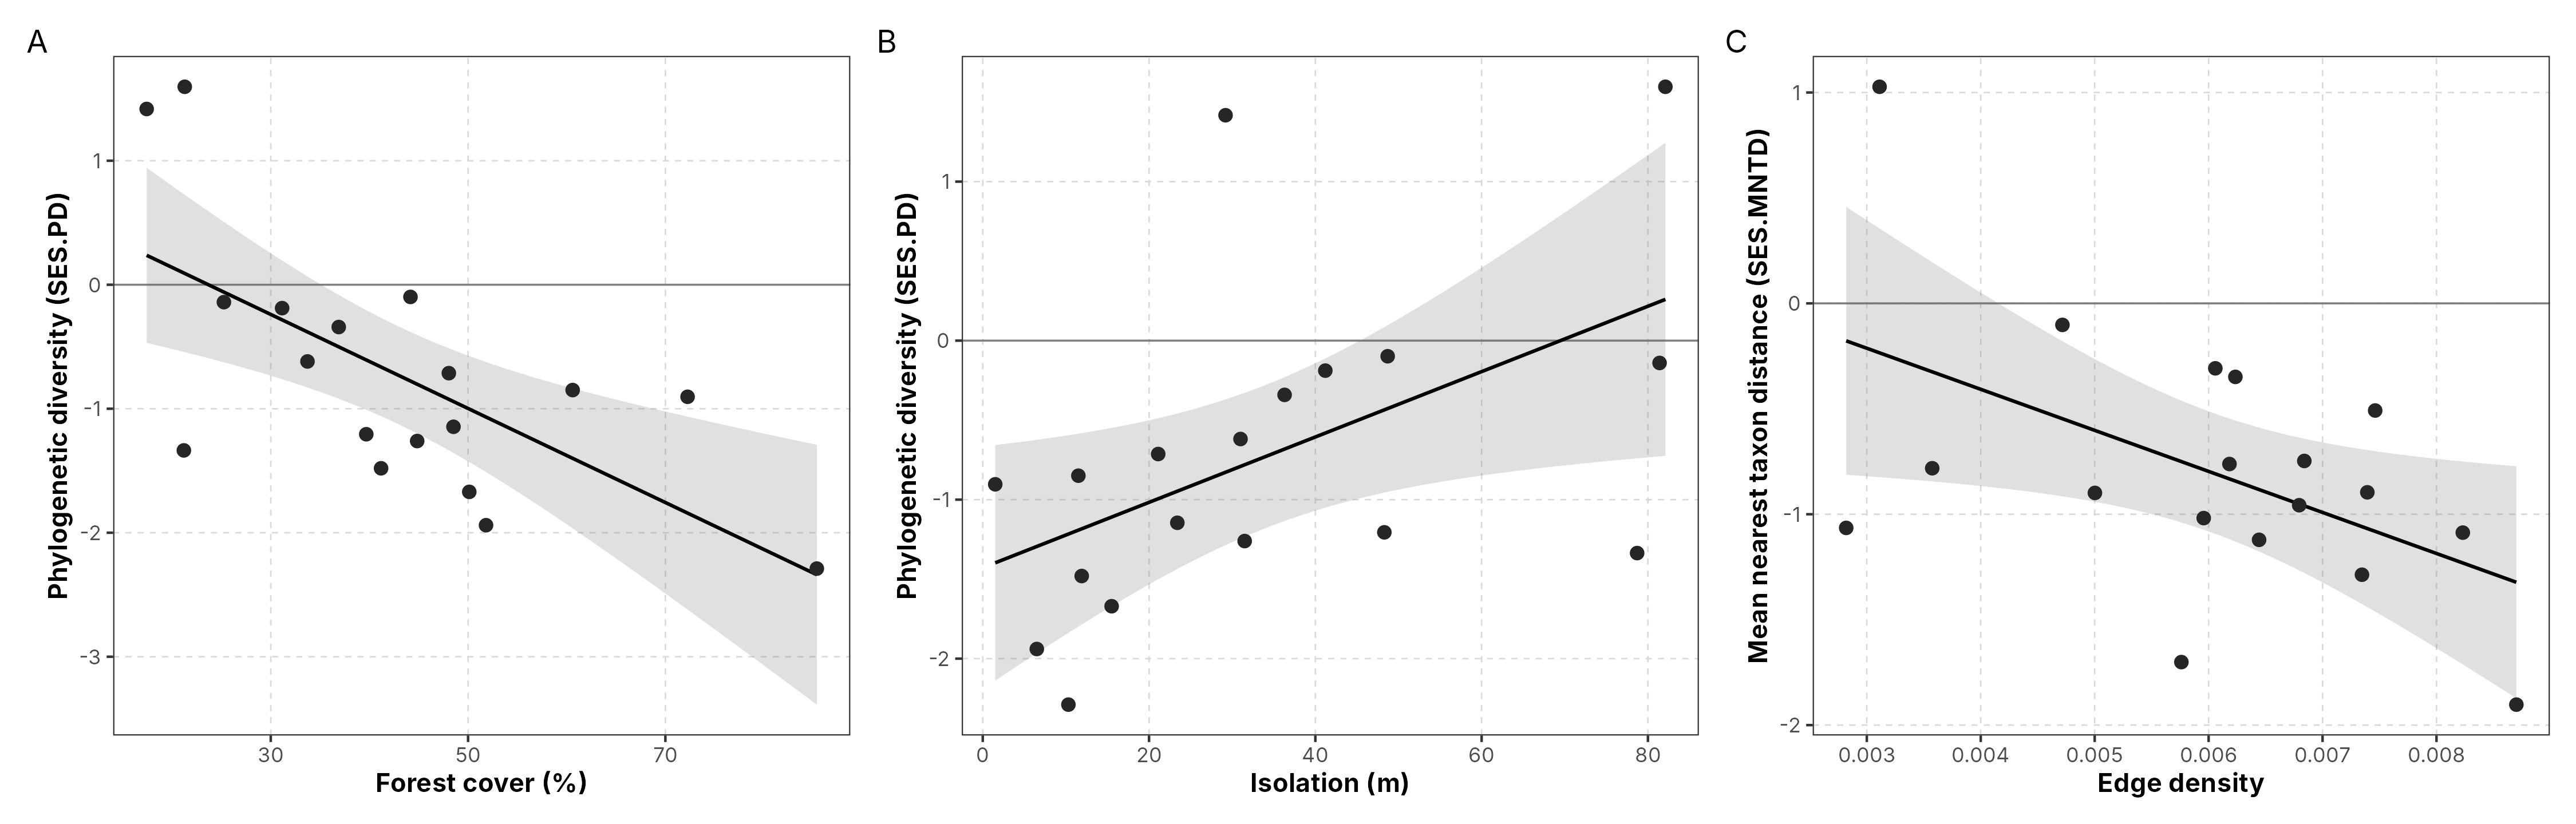 A
Phylogenetic diversity (SES.PD)
1
0
-1
-2
-3
30 50 70
Forest cover (%)
B
Phylogenetic diversity (SES.PD)
1
0
-1
-2
0 20 40 60 80
Isolation (m)
C
Mean nearest taxon distance (SES.MNTD)
1
0
-1
-2
0.003 0.004 0.005 0.006 0.007 0.008
Edge density